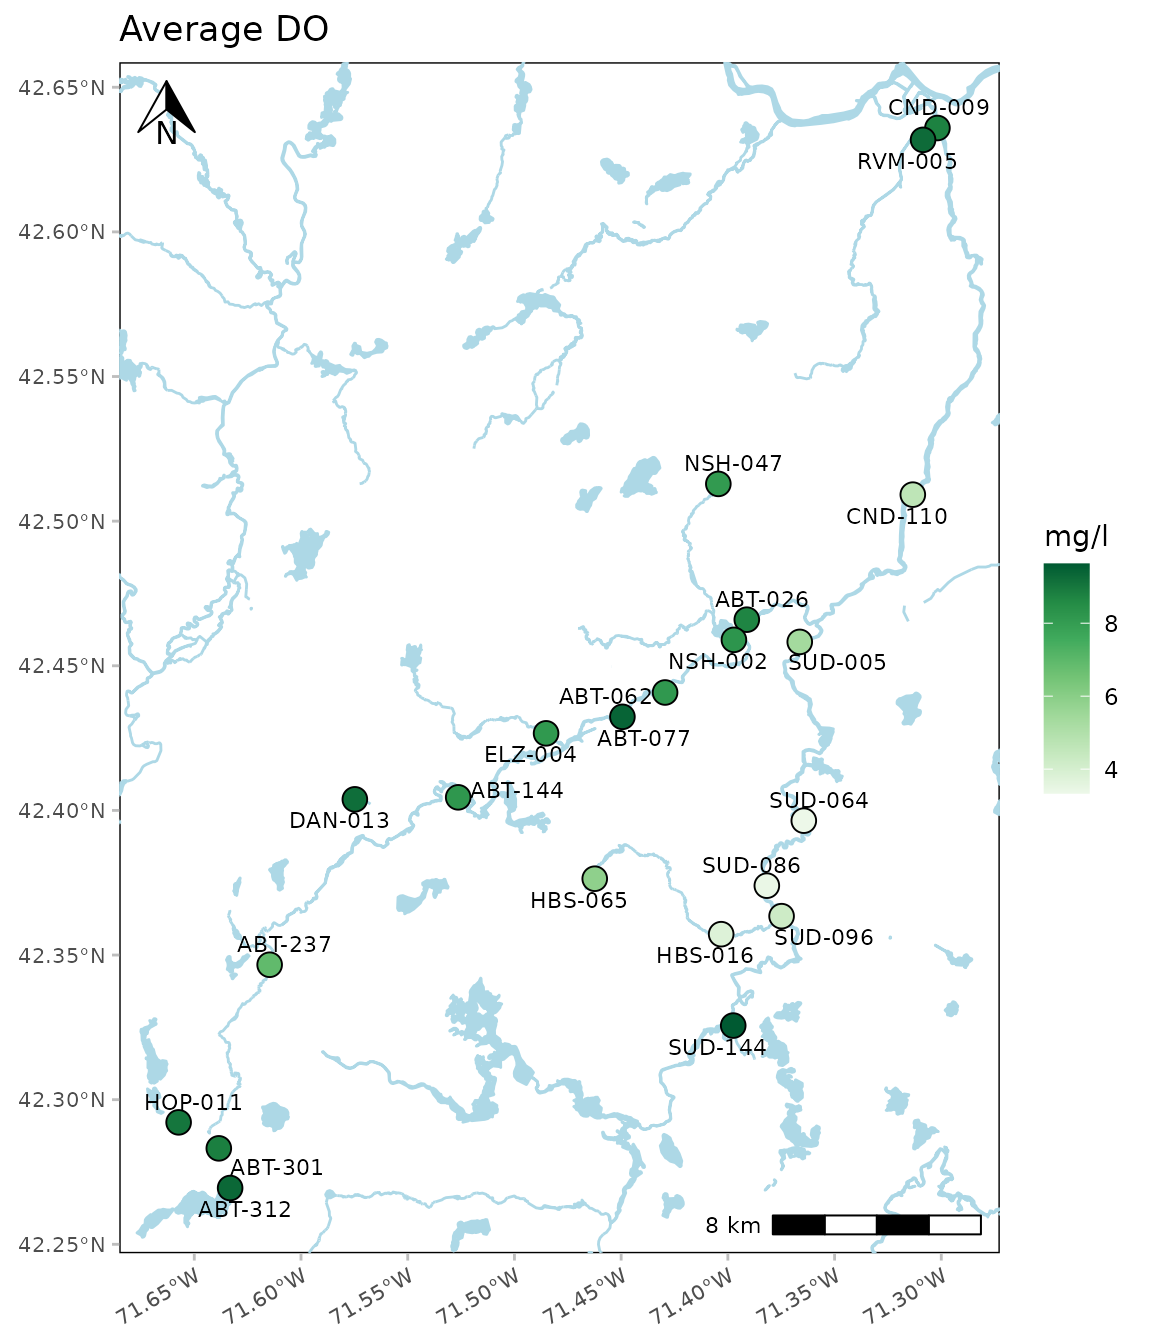 Average DO
42.65°N
N
CND-009
RVM-005
42.60°N
42.55°N
NSH-047
42.50°N
CND-110
mg/l
ABT-026
8
42.45°N
NSH-002
SUD-005
ABT-062
6
ABT-077
ELZ-004
4
ABT-144
42.40°N
DAN-013
SUD-064
SUD-086
HBS-065
ABT-237
SUD-096
42.35°N
HBS-016
SUD-144
42.30°N
HOP-011
ABT-301
ABT-312
8 km
42.25°N
71.65°W
71.60°W
71.55°W
71.50°W
71.45°W
71.40°W
71.35°W
71.30°W